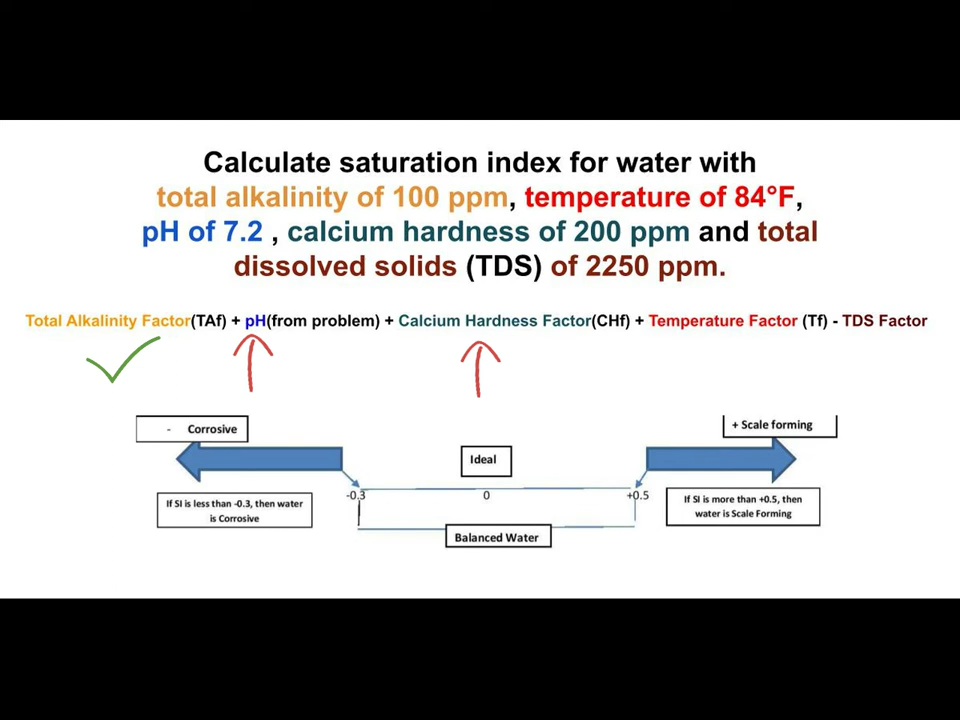 Calculate saturation index for water with
total alkalinity of 100 ppm, temperature of 84°F,
pH of 7.2 , calcium hardness of 200 ppm and total
dissolved solids (TDS) of 2250 ppm.
Total Alkalinity Factor(TAf) + pH(from problem) + Calcium Hardness Factor(CHf) + Temperature Factor (Tf) - TDS Factor
- Corrosive
+ Scale forming
Ideal
-0.3 0 +0.5
If SI is less than -0.3, then water
is Corrosive
If SI is more than +0.5, then
water is Scale Forming
Balanced Water